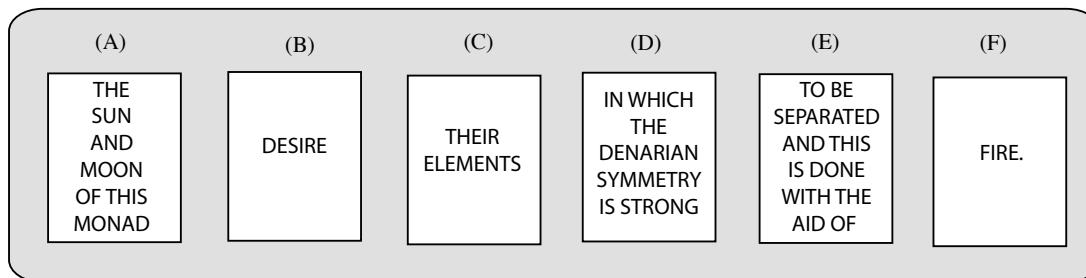 (A) (B) (C) (D) (E) (F)
THE
SUN
AND
MOON
OF THIS
MONAD
DESIRE
THEIR
ELEMENTS
IN WHICH
THE
DENARIAN
SYMMETRY
IS STRONG
TO BE
SEPARATED
AND THIS
IS DONE
WITH THE
AID OF
FIRE.